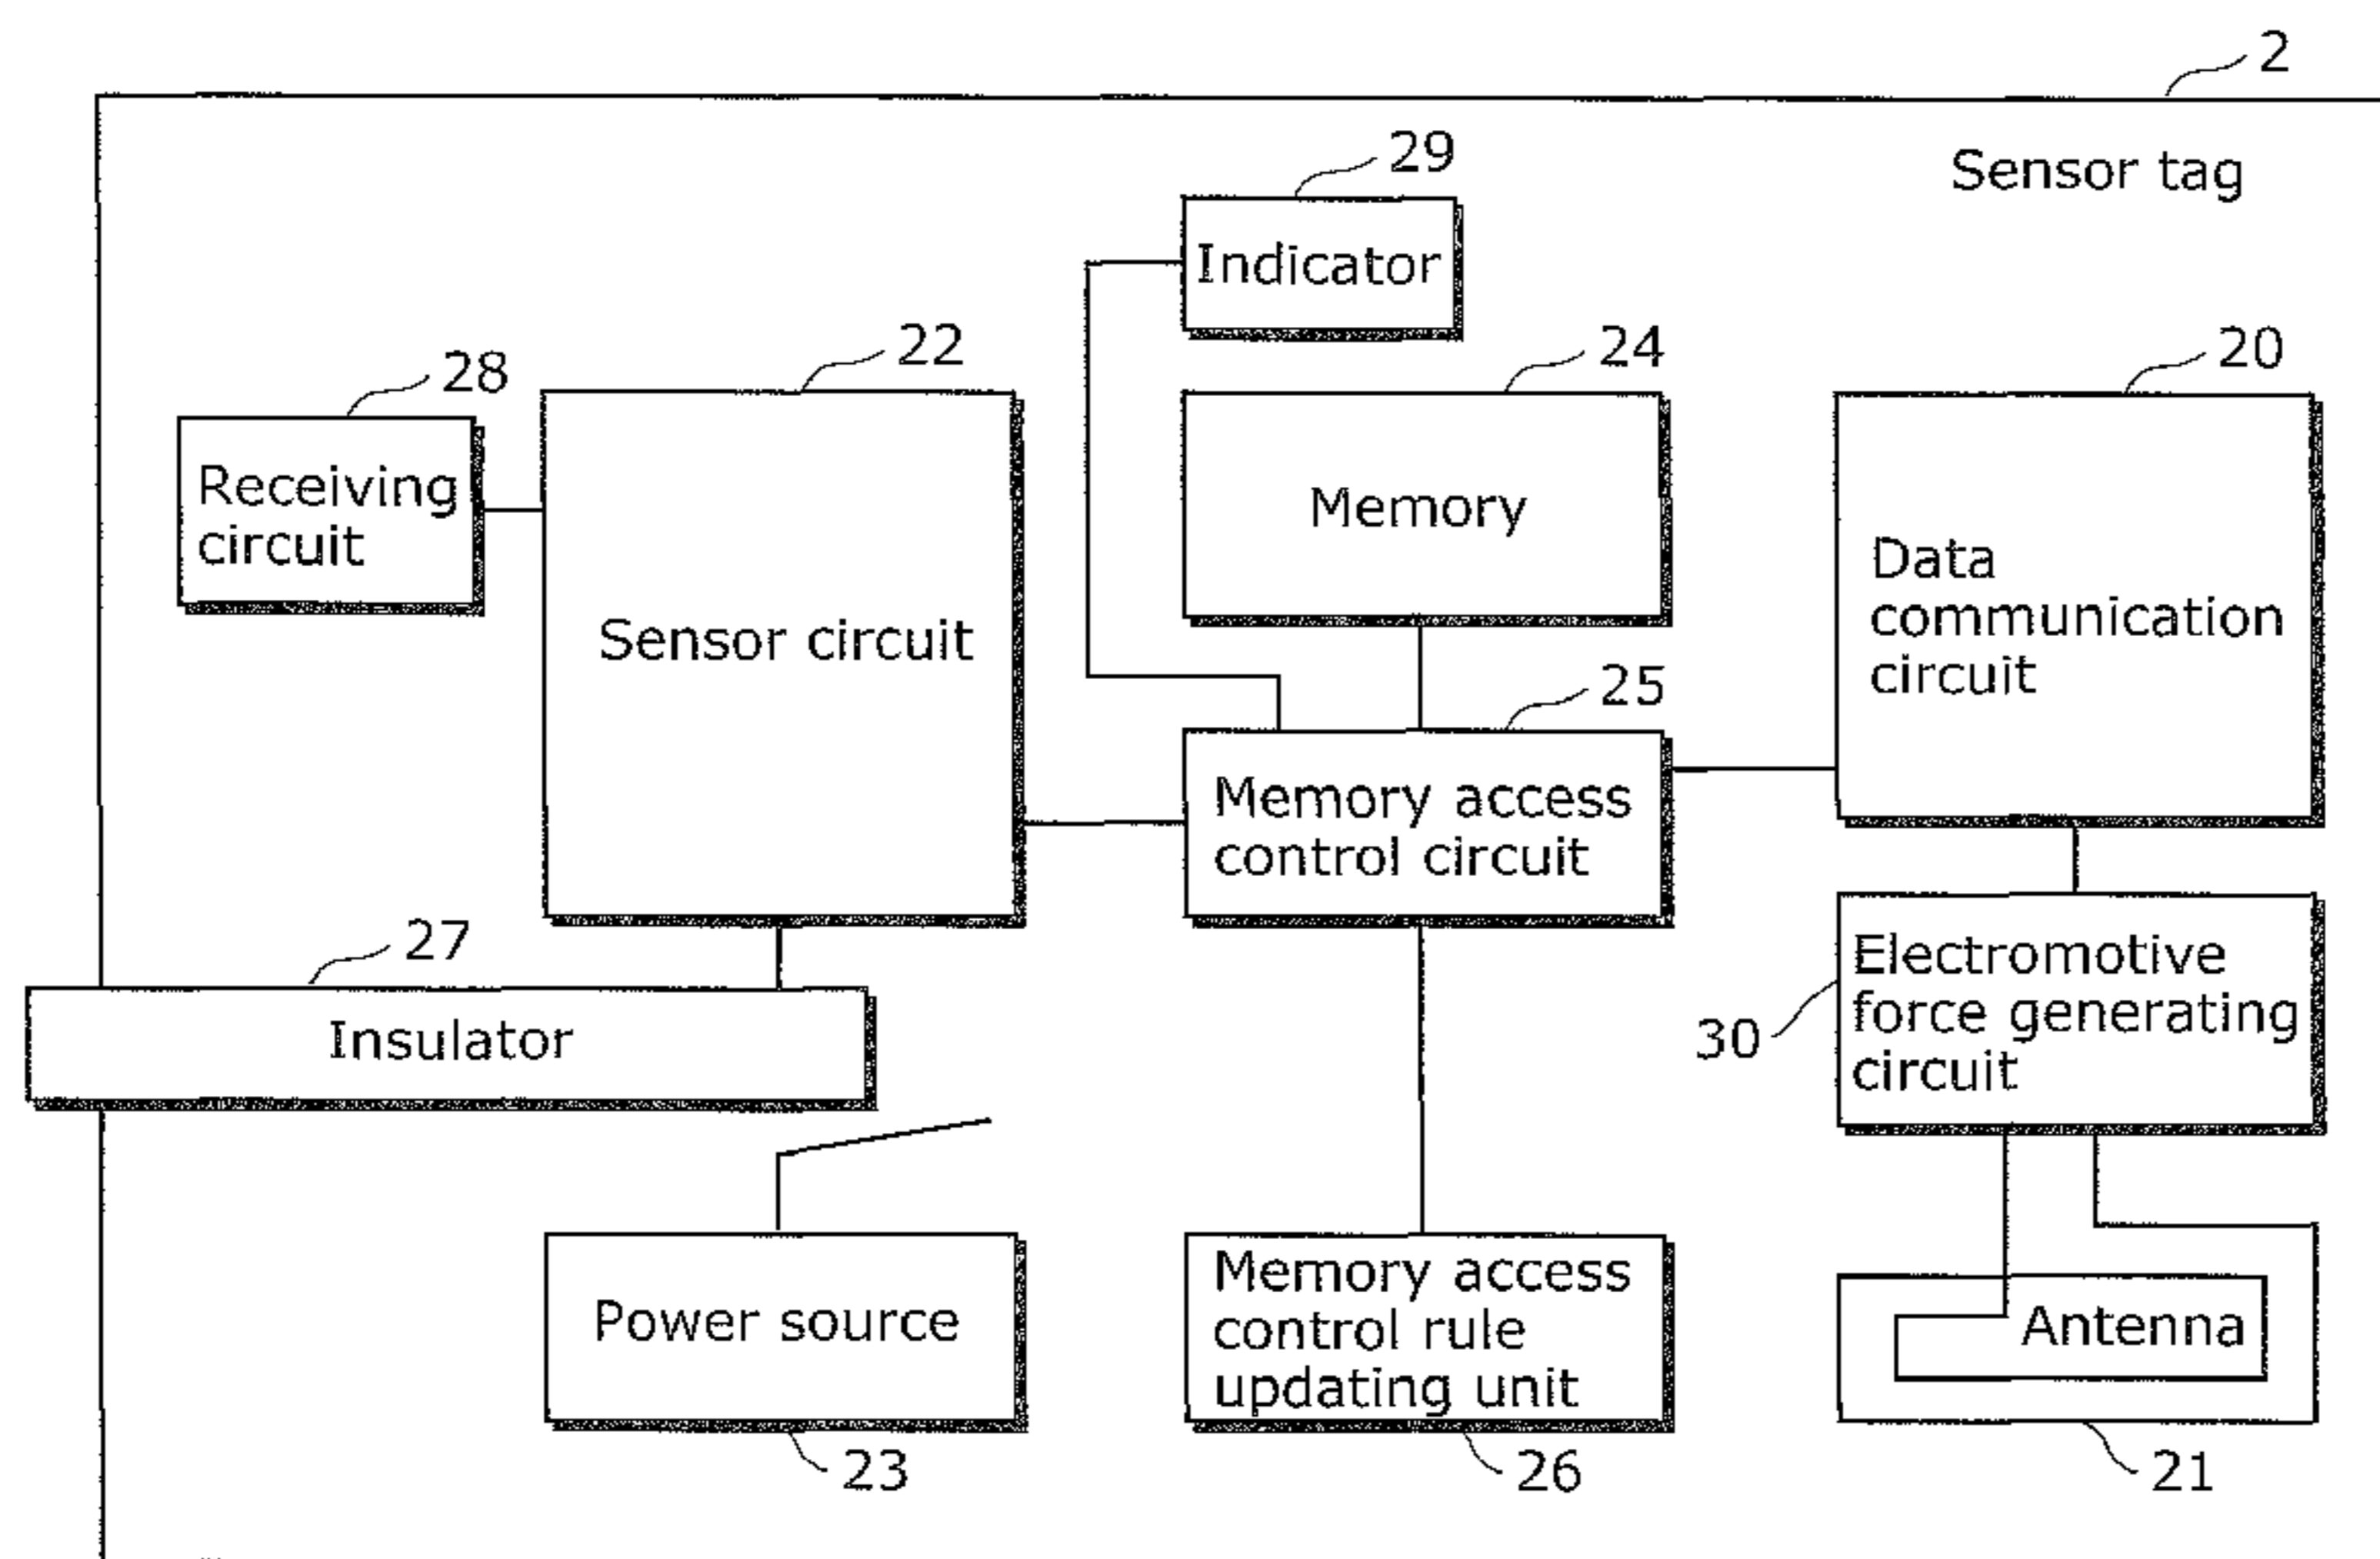 2
Sensor tag
29
Indicator
28
22
24
20
Receiving
circuit
Sensor circuit
Memory
Data
communication
circuit
25
Memory access
control circuit
27
Insulator
30
Electromotive
force generating
circuit
Power source
23
Memory access
control rule
updating unit
26
Antenna
21